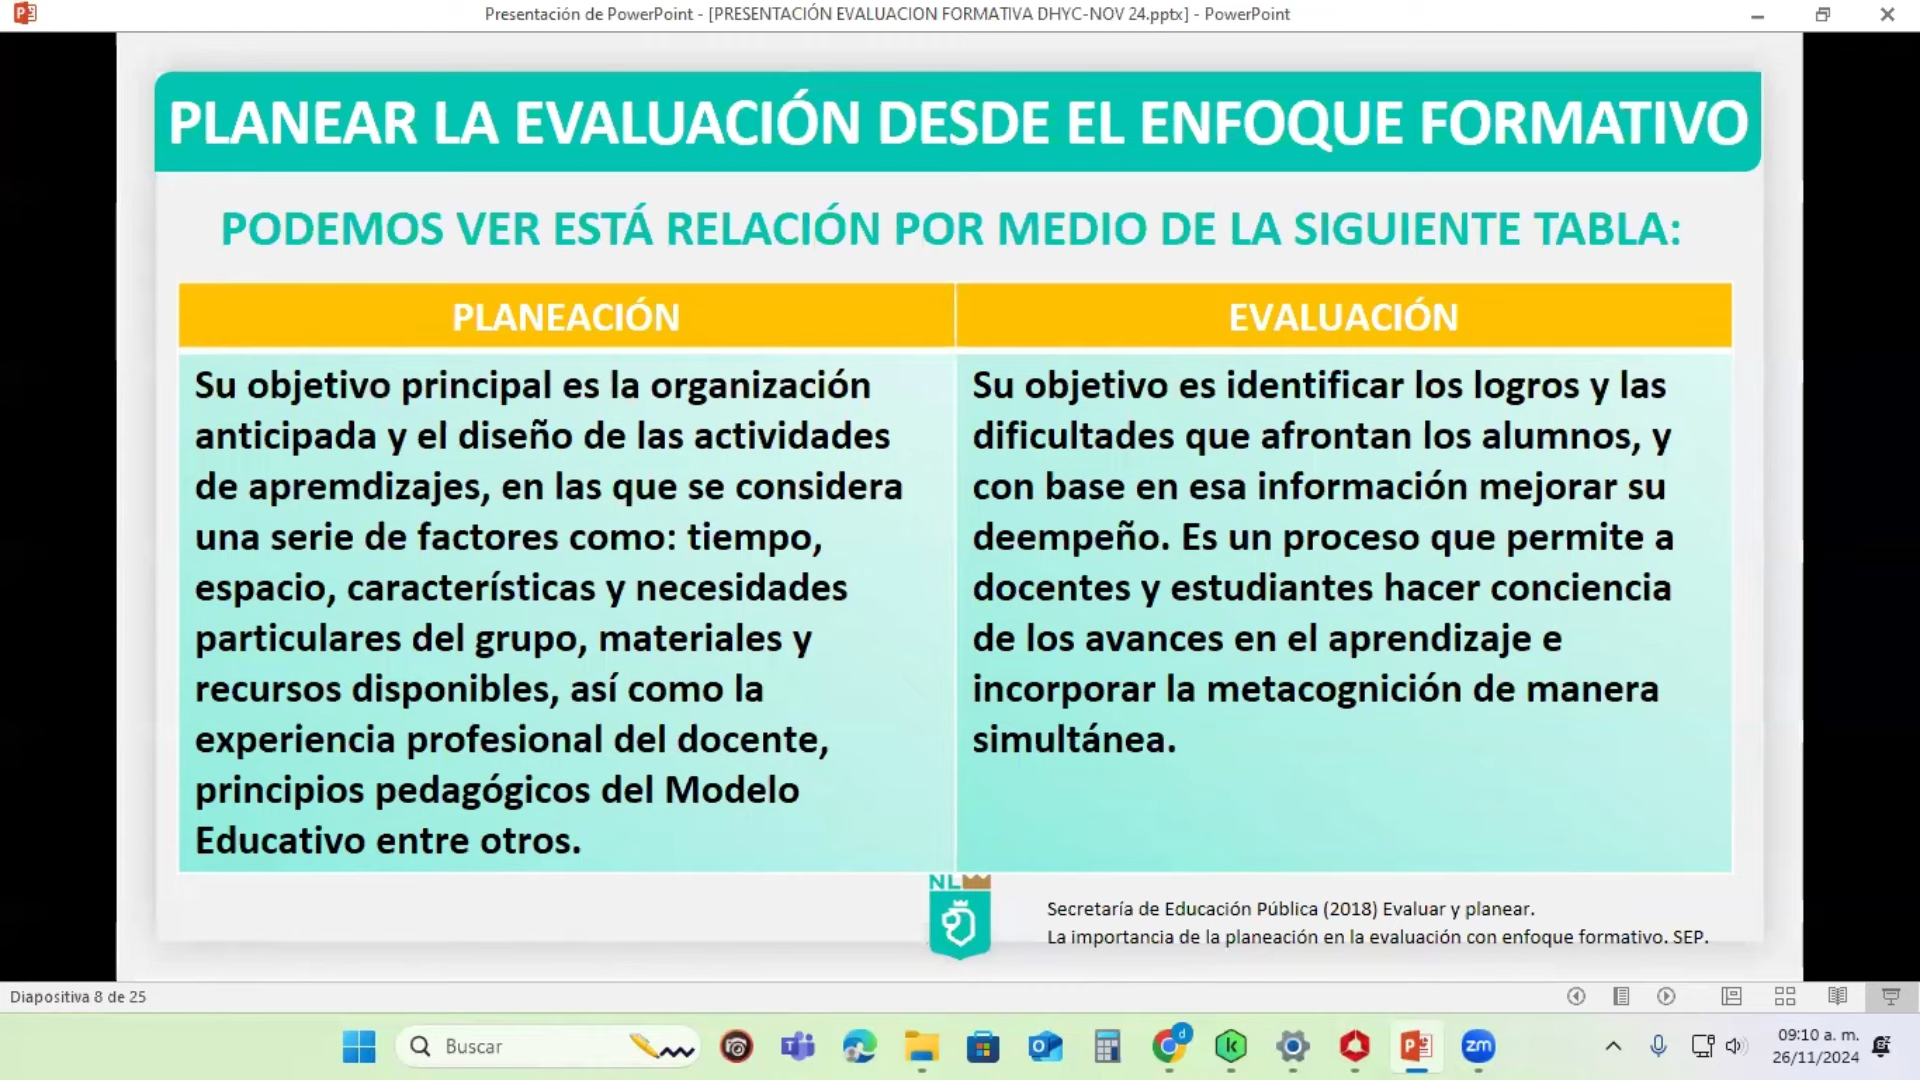 Presentación de PowerPoint - [PRESENTACIÓN EVALUACION FORMATIVA DHYC-NOV 24.pptx] - PowerPoint
PLANEAR LA EVALUACIÓN DESDE EL ENFOQUE FORMATIVO
PODEMOS VER ESTÁ RELACIÓN POR MEDIO DE LA SIGUIENTE TABLA:
PLANEACIÓN
Su objetivo principal es la organización
anticipada y el diseño de las actividades
de apremdizajes, en las que se considera
una serie de factores como: tiempo,
espacio, características y necesidades
particulares del grupo, materiales y
recursos disponibles, así como la
experiencia profesional del docente,
principios pedagógicos del Modelo
Educativo entre otros.
EVALUACIÓN
Su objetivo es identificar los logros y las
dificultades que afrontan los alumnos, y
con base en esa información mejorar su
deempeño. Es un proceso que permite a
docentes y estudiantes hacer conciencia
de los avances en el aprendizaje e
incorporar la metacognición de manera
simultánea.
NL
Secretaría de Educación Pública (2018) Evaluar y planear.
La importancia de la planeación en la evaluación con enfoque formativo. SEP.
Diapositiva 8 de 25
Buscar
d
k
zm
09:10 a. m.
26/11/2024